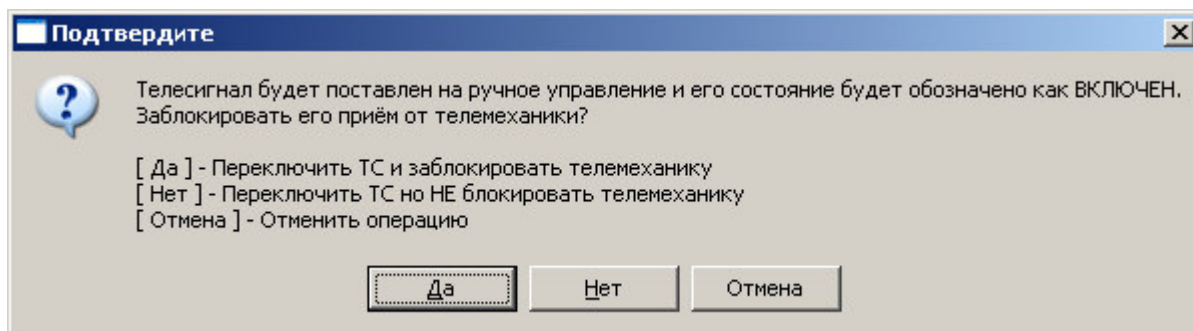 Подтвердите
Телесигнал будет поставлен на ручное управление и его состояние будет обозначено как ВКЛЮЧЕН.
Заблокировать его приём от телемеханики?
[ Да ] - Переключить ТС и заблокировать телемеханику
[ Нет ] - Переключить ТС но НЕ блокировать телемеханику
[ Отмена ] - Отменить операцию
Да Нет Отмена